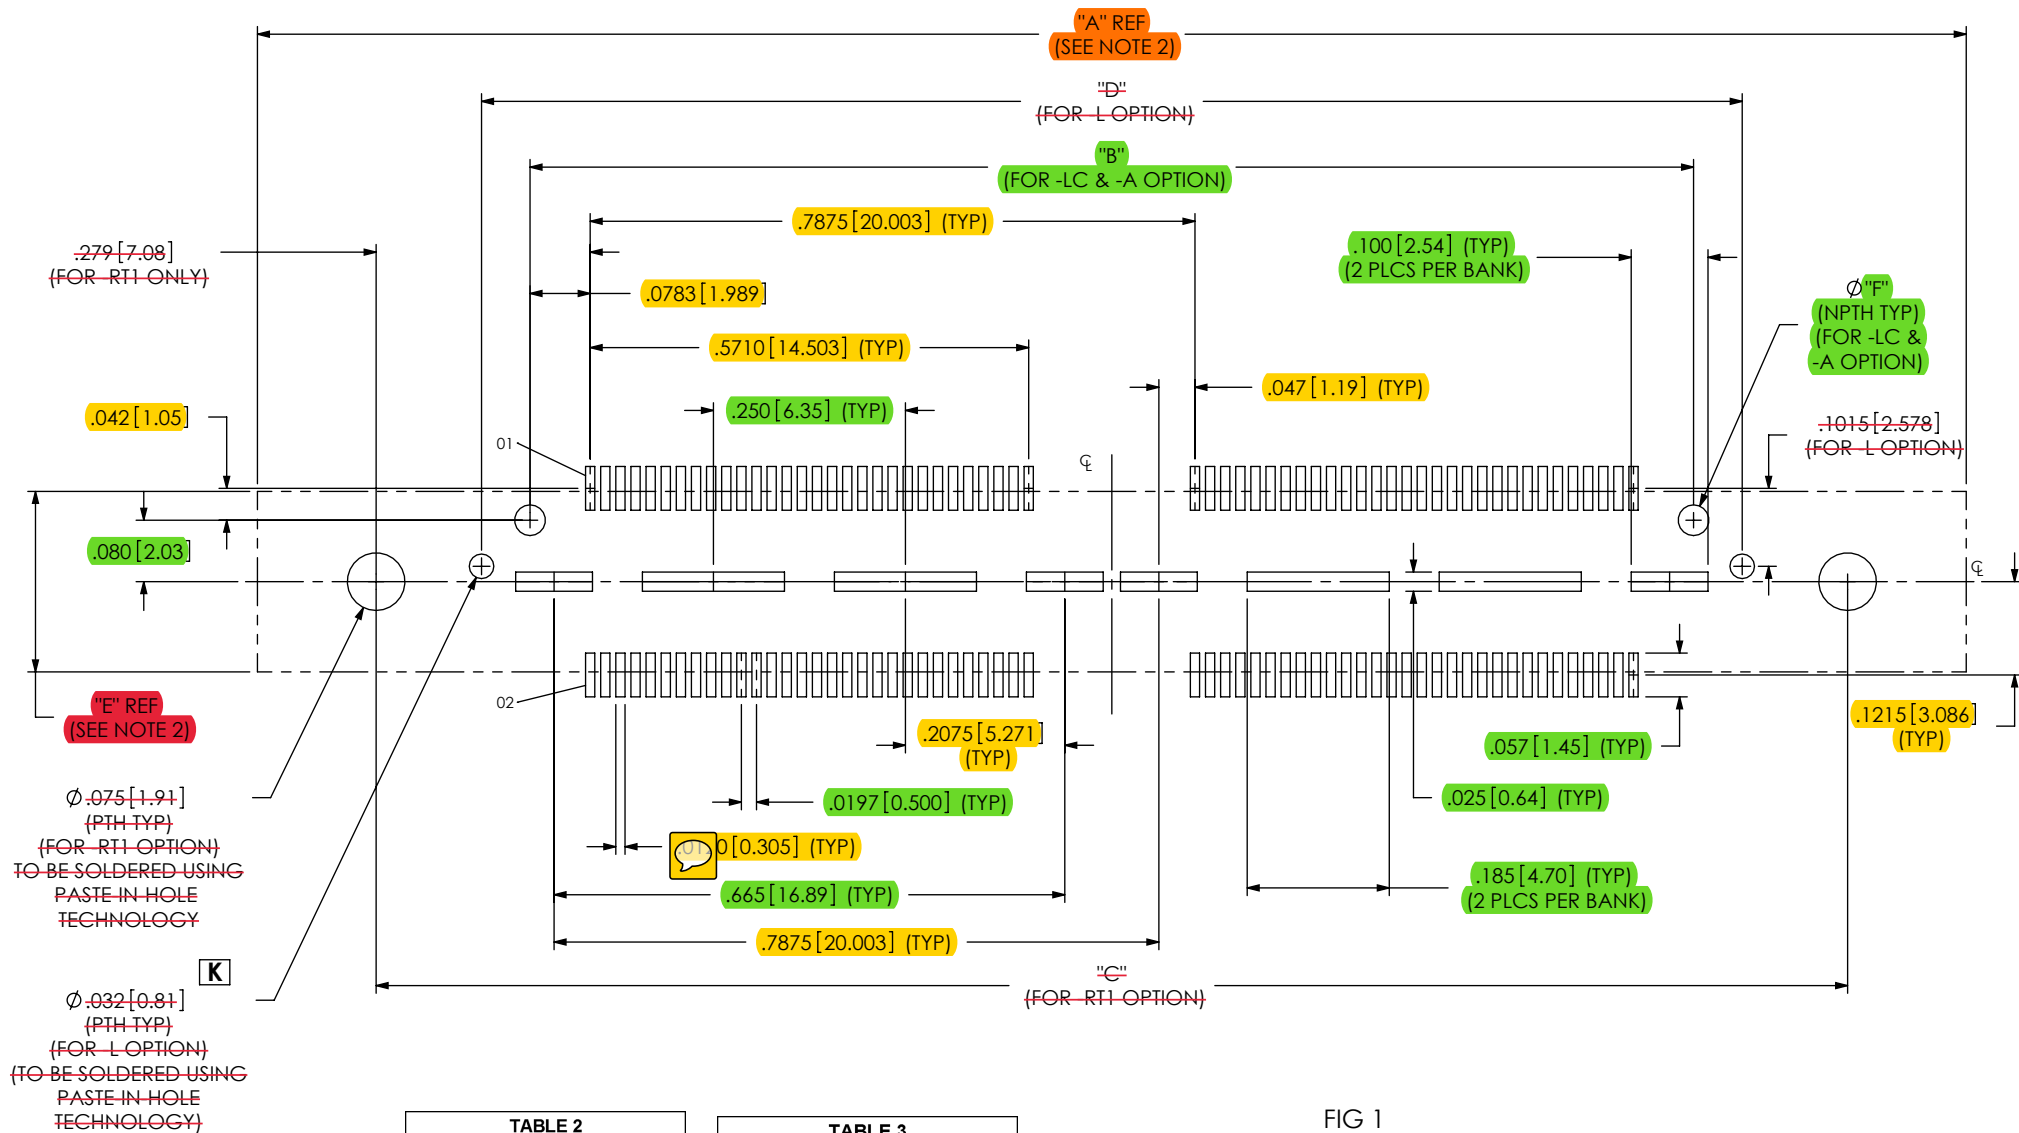 "A" REF
(SEE NOTE 2)
"D"
(FOR -L OPTION)
"B"
(FOR -LC & -A OPTION)
.7875[20.003] (TYP)
.279[7.08]
(FOR -RT1 ONLY)
.100[2.54] (TYP)
(2 PLCS PER BANK)
.0783[1.989]
Ø"F"
(NPTH TYP)
(FOR -LC &
-A OPTION)
.5710[14.503] (TYP)
.047[1.19] (TYP)
.042[1.05]
.250[6.35] (TYP)
.1015[2.578]
(FOR -L OPTION)
01
℄
.080[2.03]
℄
02
"E" REF
(SEE NOTE 2)
.2075[5.271]
(TYP)
.1215[3.086]
(TYP)
.057[1.45] (TYP)
Ø.075[1.91]
(PTH TYP)
(FOR -RT1 OPTION)
TO BE SOLDERED USING
PASTE IN HOLE
TECHNOLOGY
.0197[0.500] (TYP)
.025[0.64] (TYP)
[0.305] (TYP)
.665[16.89] (TYP)
.185[4.70] (TYP)
(2 PLCS PER BANK)
.7875[20.003] (TYP)
K
"C"
(FOR -RT1 OPTION)
Ø.032[0.81]
(PTH TYP)
(FOR -L OPTION)
(TO BE SOLDERED USING
PASTE-IN-HOLE
TECHNOLOGY)
TABLE 2
TABLE 3
FIG 1